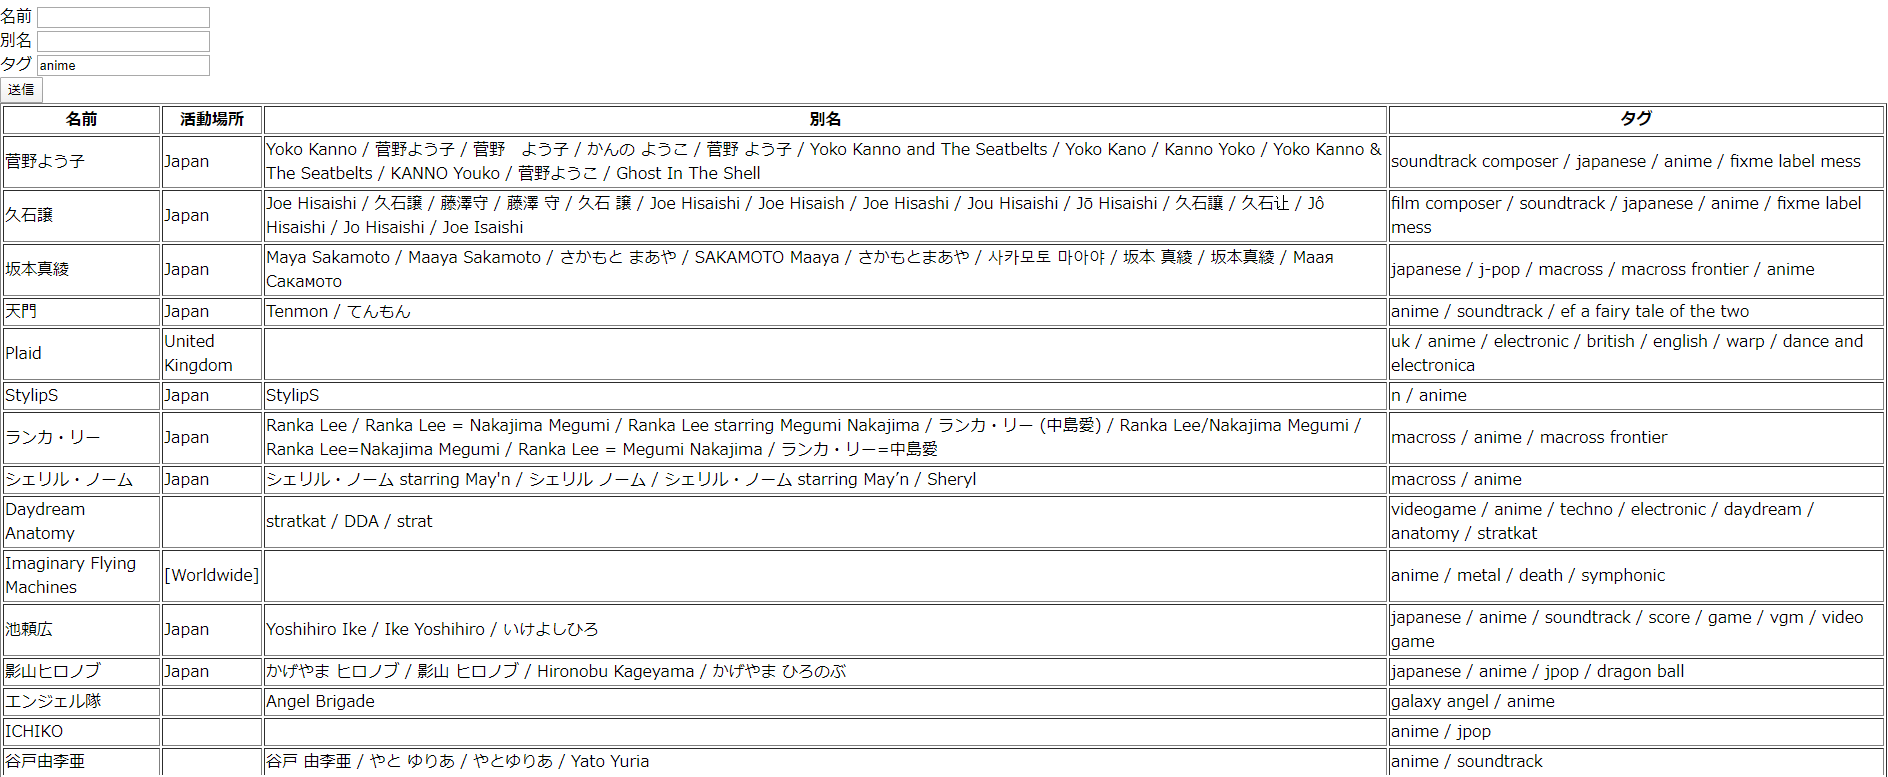 名前
別名
タグ anime
送信
名前 活動場所 別名 タグ
菅野よう子 Japan Yoko Kanno / 菅野よう子 / 菅野　よう子 / かんの ようこ / 菅野 よう子 / Yoko Kanno and The Seatbelts / Yoko Kano / Kanno Yoko / Yoko Kanno &
The Seatbelts / KANNO Youko / 菅野ようこ / Ghost In The Shell
soundtrack composer / japanese / anime / fixme label mess
久石譲 Japan Joe Hisaishi / 久石譲 / 藤澤守 / 藤澤 守 / 久石 譲 / Joe Hisaishi / Joe Hisaish / Joe Hisashi / Jou Hisaishi / Jō Hisaishi / 久石讓 / 久石让 / Jô
Hisaishi / Jo Hisaishi / Joe Isaishi
film composer / soundtrack / japanese / anime / fixme label
mess
坂本真綾 Japan Maya Sakamoto / Maaya Sakamoto / さかもと まあや / SAKAMOTO Maaya / さかもとまあや / 사카모토 마아야 / 坂本 真綾 / 坂本真綾 / Маая
Сакамото
japanese / j-pop / macross / macross frontier / anime
天門 Japan Tenmon / てんもん anime / soundtrack / ef a fairy tale of the two
Plaid United
Kingdom
uk / anime / electronic / british / english / warp / dance and
electronica
StylipS Japan StylipS n / anime
ランカ・リー Japan Ranka Lee / Ranka Lee = Nakajima Megumi / Ranka Lee starring Megumi Nakajima / ランカ・リー (中島愛) / Ranka Lee/Nakajima Megumi /
Ranka Lee=Nakajima Megumi / Ranka Lee = Megumi Nakajima / ランカ・リー=中島愛
macross / anime / macross frontier
シェリル・ノーム Japan シェリル・ノーム starring May'n / シェリル ノーム / シェリル・ノーム starring May’n / Sheryl macross / anime
Daydream
Anatomy
stratkat / DDA / strat
videogame / anime / techno / electronic / daydream /
anatomy / stratkat
Imaginary Flying
Machines
[Worldwide]
anime / metal / death / symphonic
池頼広 Japan Yoshihiro Ike / Ike Yoshihiro / いけよしひろ
japanese / anime / soundtrack / score / game / vgm / video
game
影山ヒロノブ Japan かげやま ヒロノブ / 影山 ヒロノブ / Hironobu Kageyama / かげやま ひろのぶ japanese / anime / jpop / dragon ball
エンジェル隊 Angel Brigade galaxy angel / anime
ICHIKO anime / jpop
谷戸由李亜 谷戸 由李亜 / やと ゆりあ / やとゆりあ / Yato Yuria anime / soundtrack